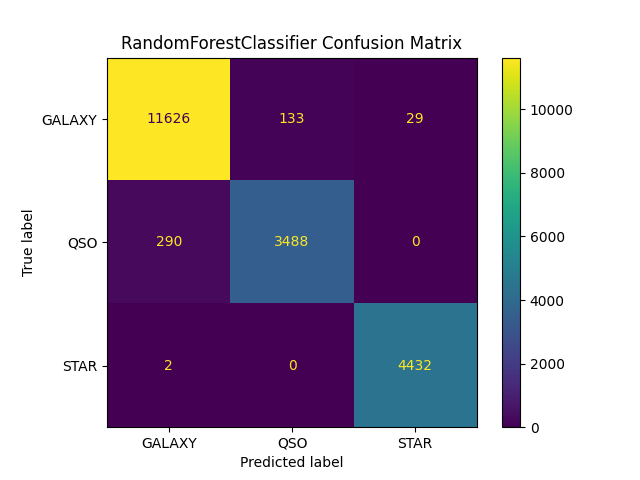 RandomForestClassifier Confusion Matrix
True label
GALAXY 11626 133 29
QSO 290 3488 0
STAR 2 0 4432
GALAXY QSO STAR
Predicted label
10000
8000
6000
4000
2000
0